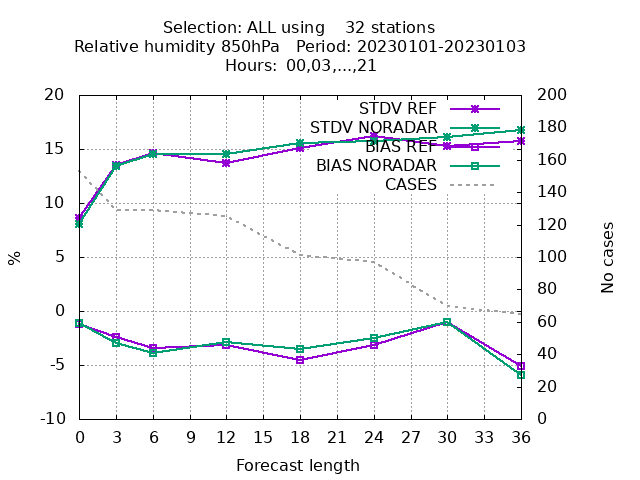 Selection: ALL using    32 stations
Relative humidity 850hPa   Period: 20230101-20230103
Hours: 00,03,...,21
20 200
STDV REF
STDV NORADAR
BIAS REF
BIAS NORADAR
CASES
180
15
160
140
10
120
5 100
80
0
60
-5
40
20
-10 0
%
No cases
0 3 6 9 12 15 18 21 24 27 30 33 36
Forecast length